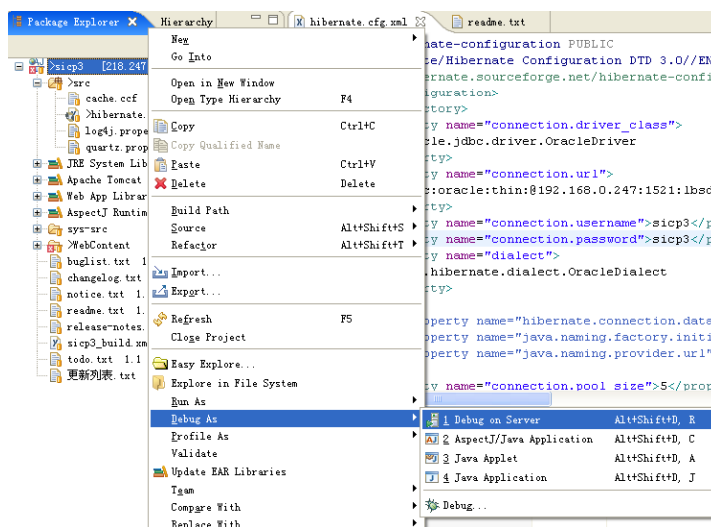 Package Explorer
Hierarchy
hibernate.cfg.xml
readme.txt
>sicp3 [218.247
>src
cache.ccf
>hibernate.
log4j.prope
quartz.prop
JRE System Lib
Apache Tomcat
Web App Librar
AspectJ Runtim
sys-src
>WebContent
buglist.txt 1
changelog.txt
notice.txt 1.
readme.txt 1.
release-notes.
sicp3_build.xm
todo.txt 1.1
更新列表.txt
New
Go Into
Open in New Window
Open Type Hierarchy F4
Copy Ctrl+C
Copy Qualified Name
Paste Ctrl+V
Delete Delete
Build Path
Source Alt+Shift+S
Refactor Alt+Shift+T
Import...
Export...
Refresh F5
Close Project
Easy Explore...
Explore in File System
Run As
Debug As
Profile As
Validate
Update EAR Libraries
Team
Compare With
Replace With
1 Debug on Server Alt+Shift+D, R
2 AspectJ/Java Application Alt+Shift+D, C
3 Java Applet Alt+Shift+D, A
4 Java Application Alt+Shift+D, J
Debug...
nate-configuration PUBLIC
te/Hibernate Configuration DTD 3.0//EN
ernate.sourceforge.net/hibernate-confi
iguration>
ctory>
ty name="connection.driver_class">
cle.jdbc.driver.OracleDriver
rty>
ty name="connection.url">
c:oracle:thin:@192.168.0.247:1521:lbsd
rty>
ty name="connection.username">sicp3</p
ty name="connection.password">sicp3</p
ty name="dialect">
.hibernate.dialect.OracleDialect
rty>
operty name="hibernate.connection.data
operty name="java.naming.factory.initi
operty name="java.naming.provider.url"
ty name="connection.pool_size">5</prop